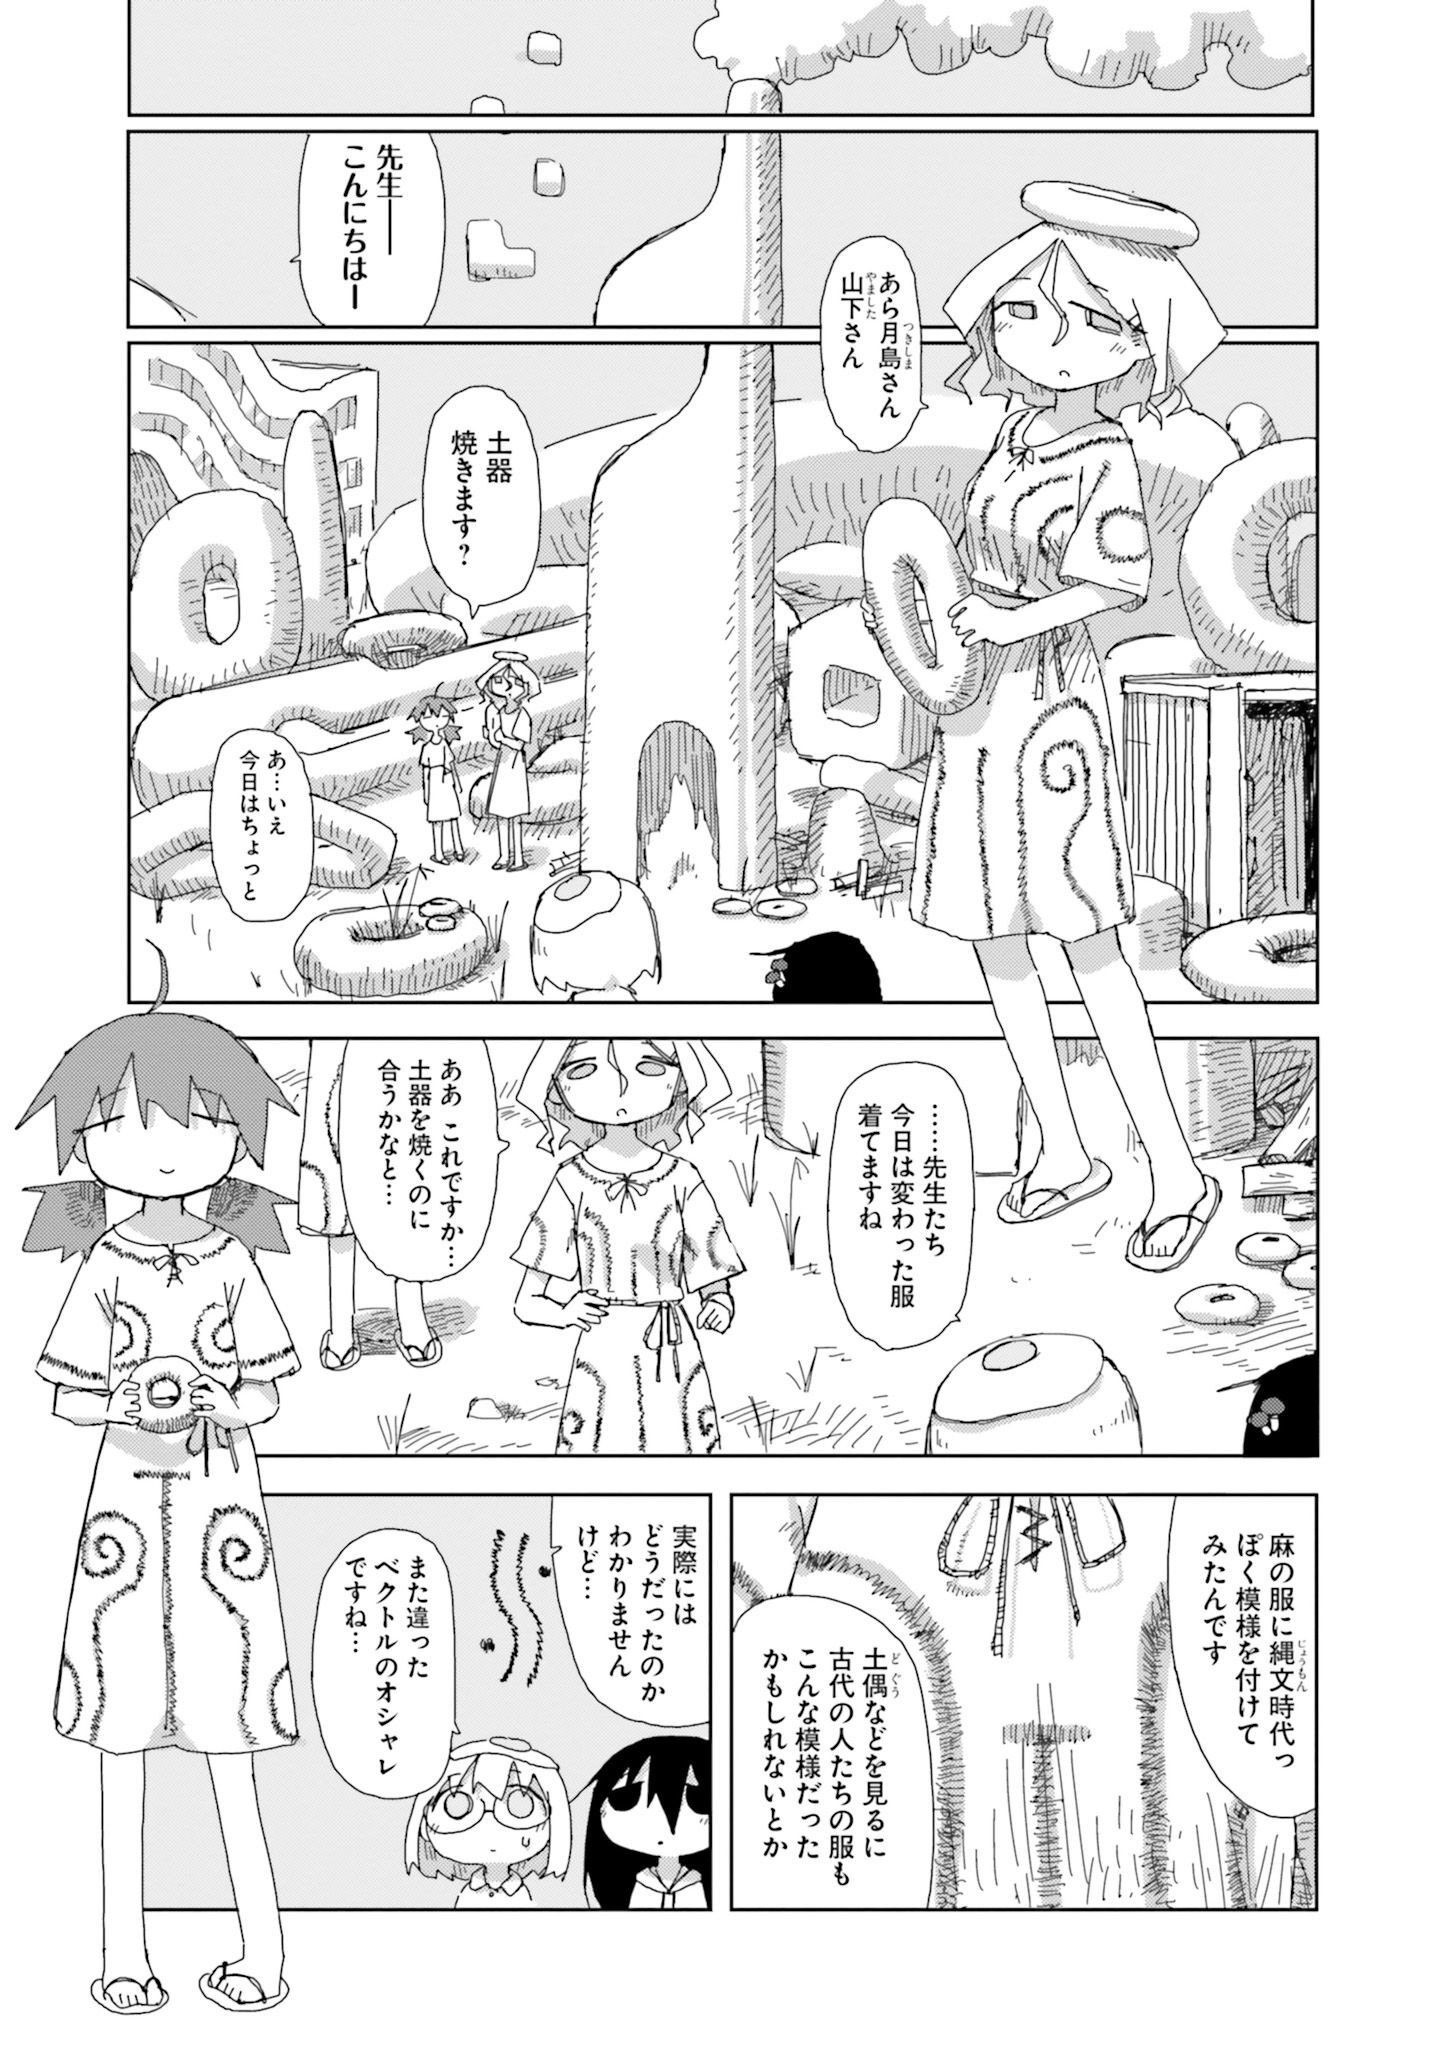 先生――
こんにちはー
あら月島さん
山下さん
土器
焼きます？
あ…いえ
今日はちょっと
……先生たち
今日は変わった服
着てますね
ああ これですか…
土器を焼くのに
合うかなと…
麻の服に縄文時代っ
ぽく模様を付けて
みたんです
土偶などを見るに
古代の人たちの服も
こんな模様だった
かもしれないとか
実際には
どうだったのか
わかりません
けど…
また違った
ベクトルのオシャレ
ですね…